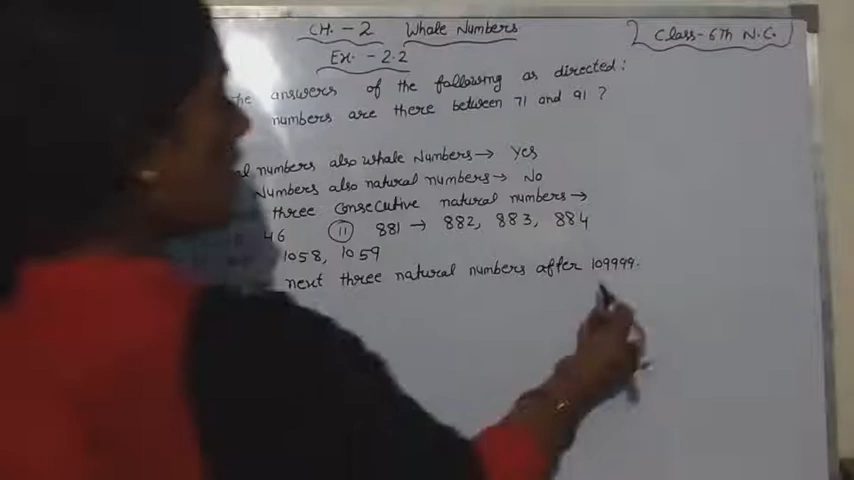 CH. - 2 Whole Numbers
Class-6th N.C.
Ex. - 2.2
the answers of the following as directed:
numbers are there between 71 and 91 ?
numbers also whole Numbers → Yes
Numbers also natural numbers → No
three consecutive natural numbers →
46 (ii) 881 → 882, 883, 884
1058, 1059
next three natural numbers after 109999.